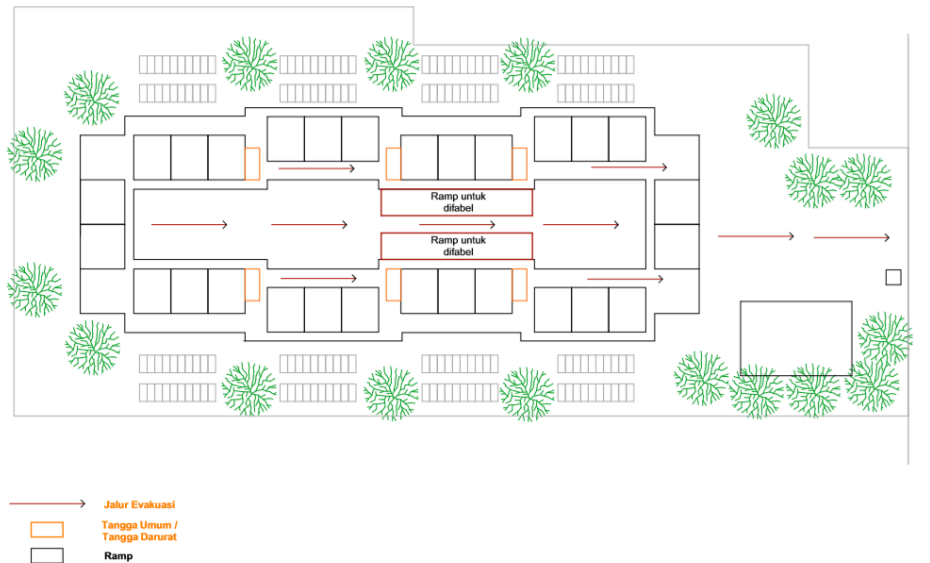 Ramp untuk
difabel
Ramp untuk
difabel
Jalur Evakuasi
Tangga Umum /
Tangga Darurat
Ramp